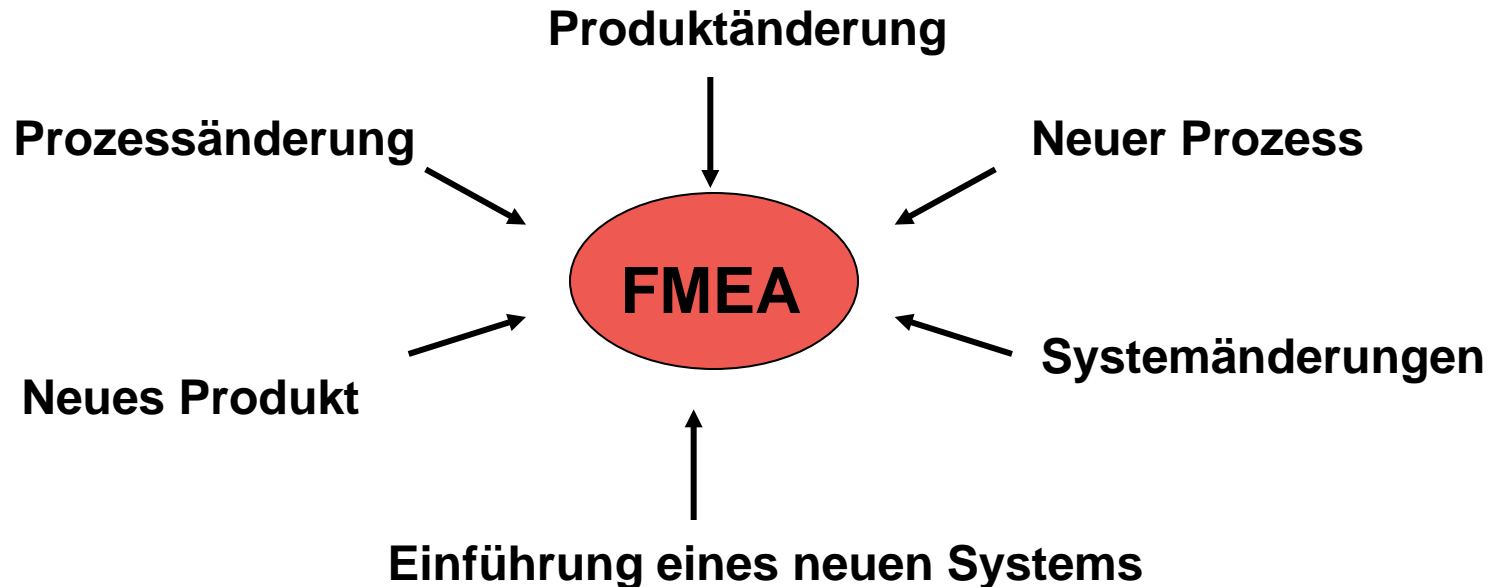 Produktänderung
Prozessänderung
Neuer Prozess
FMEA
Systemänderungen
Neues Produkt
Einführung eines neuen Systems